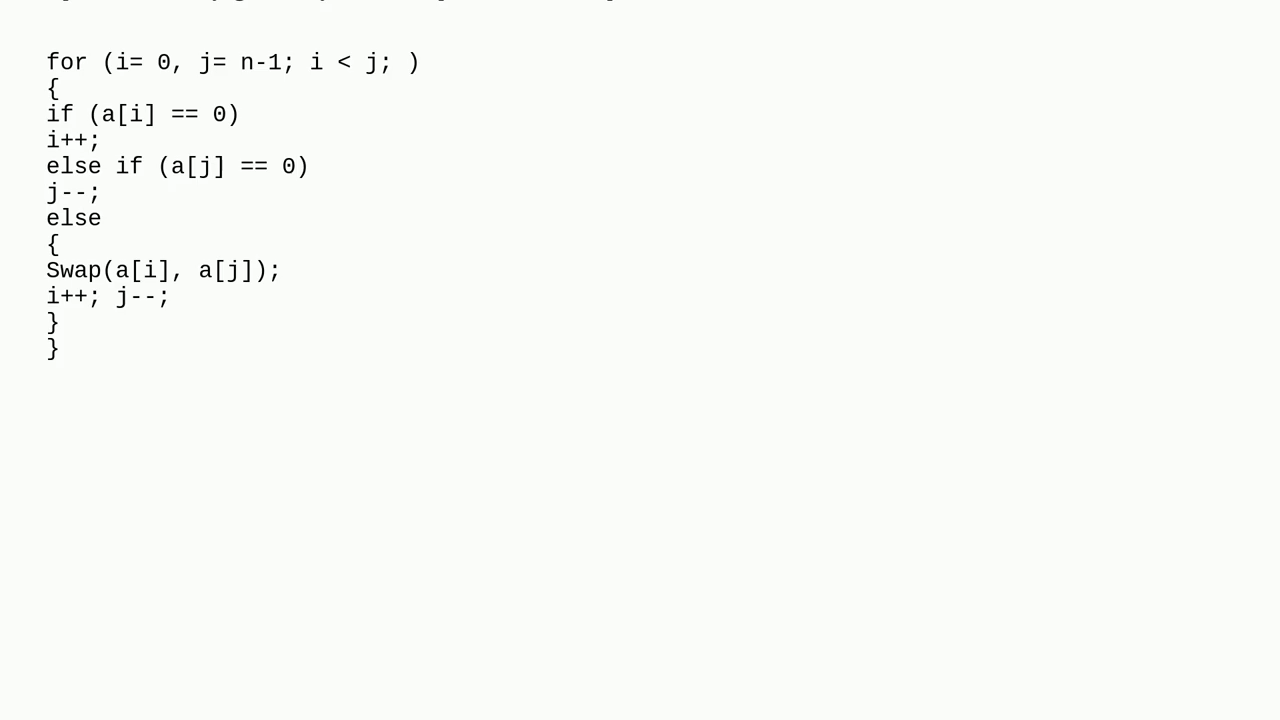 for (i= 0, j= n-1; i < j; )
{
if (a[i] == 0)
i++;
else if (a[j] == 0)
j--;
else
{
Swap(a[i], a[j]);
i++; j--;
}
}